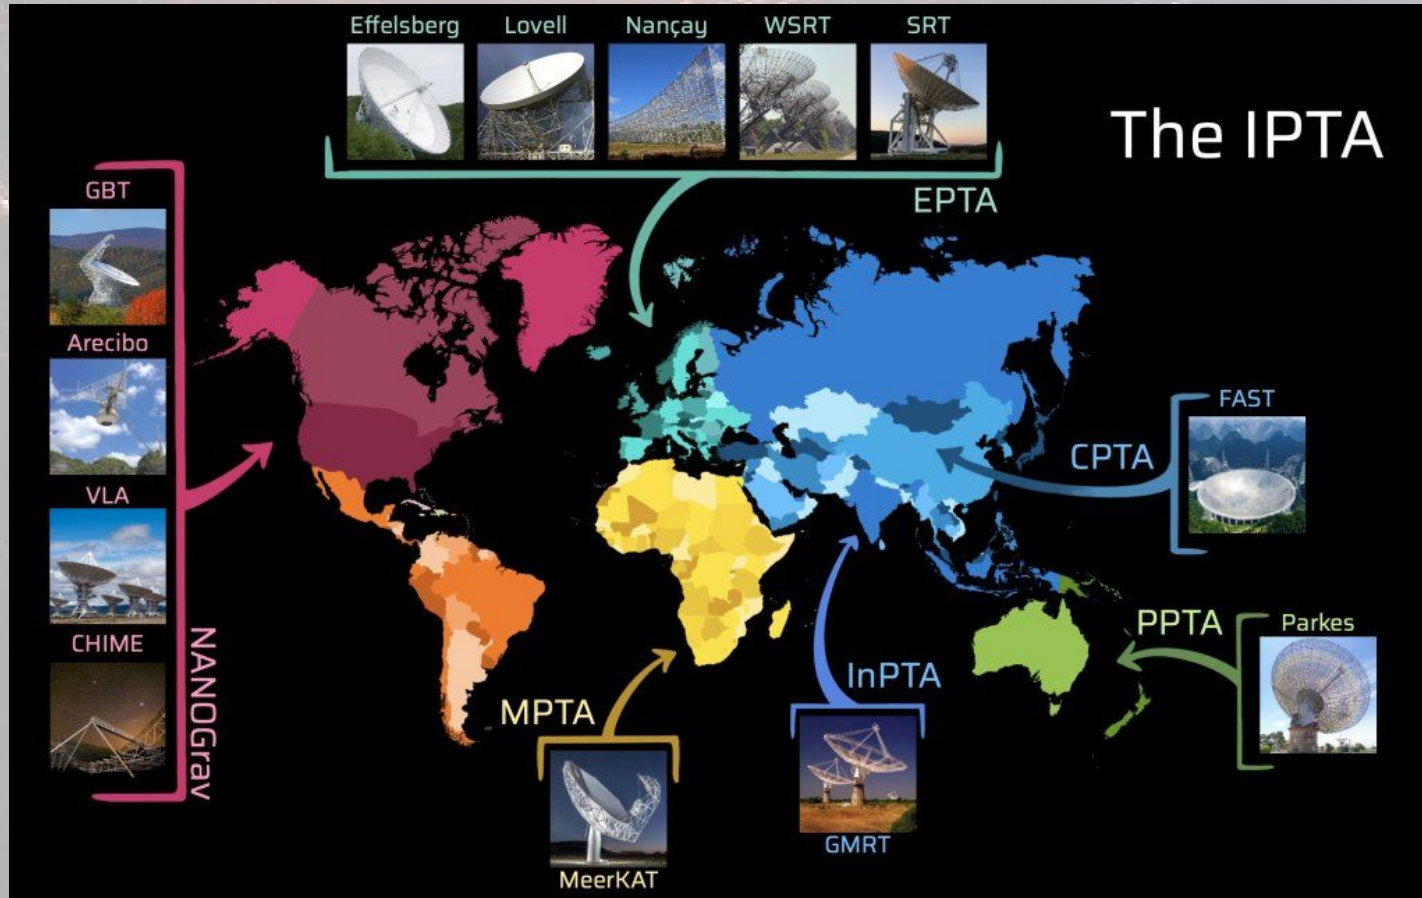 Effelsberg
Lovell
Nançay
WSRT
SRT
The IPTA
EPTA
GBT
Arecibo
VLA
CHIME
NANOGrav
FAST
CPTA
PPTA
Parkes
InPTA
GMRT
MPTA
MeerKAT